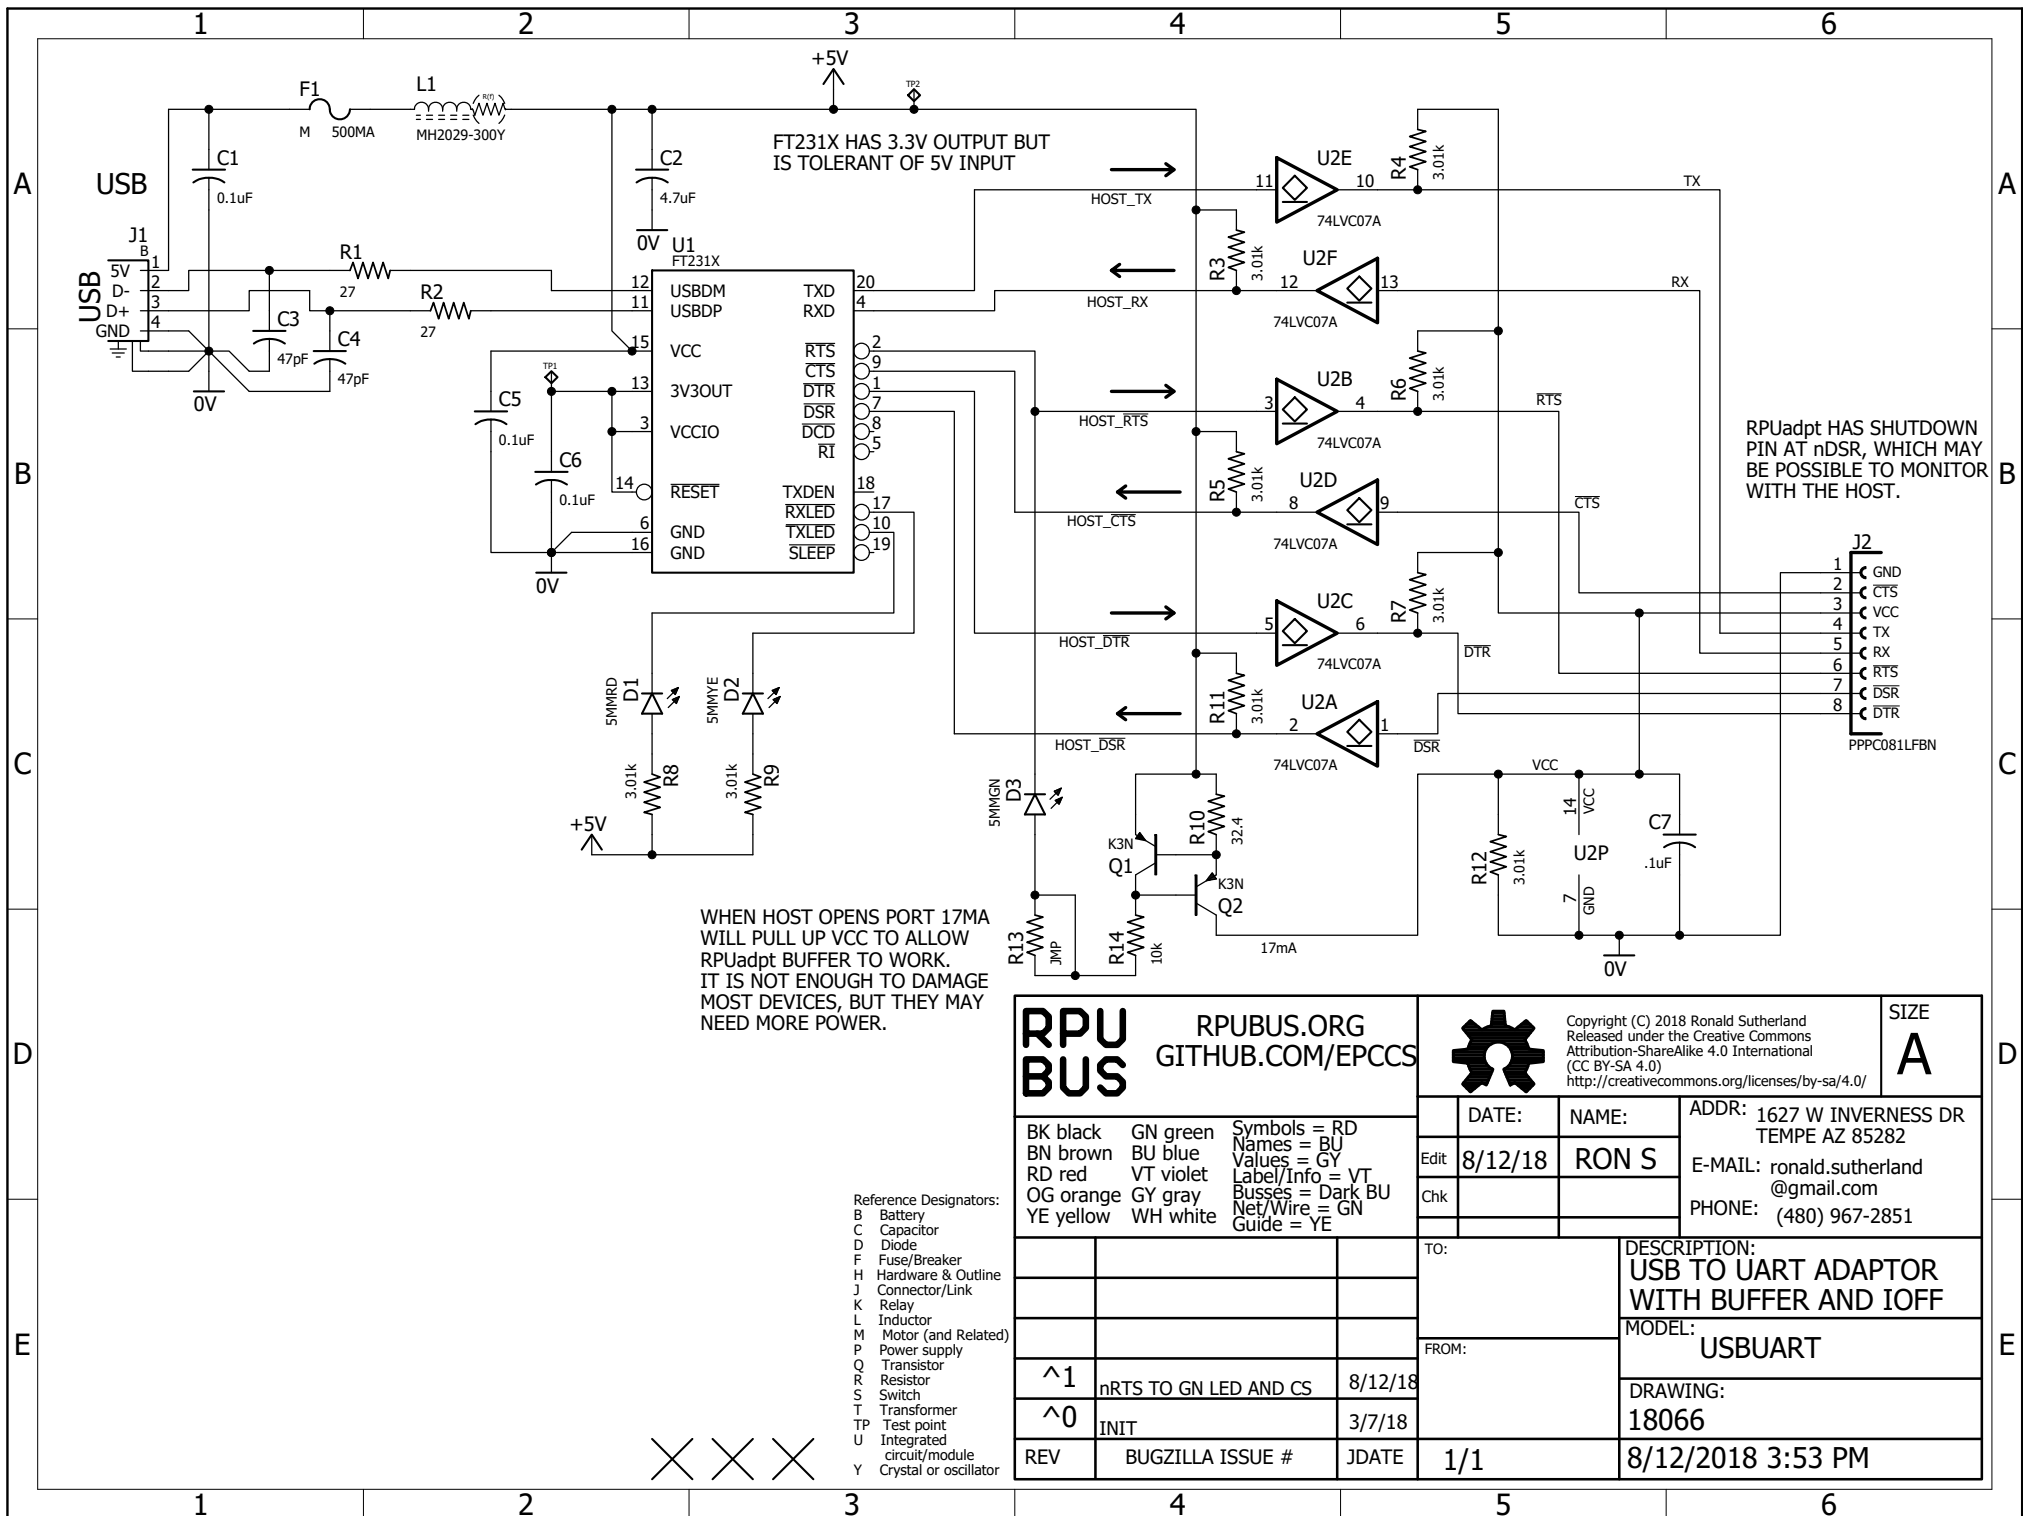 1 2 3 4 5 6
A
B
C
D
E
A
B
C
D
E
USB
J1
B
USB
5V
D-
D+
GND
1
2
3
4
0V
C1
0.1uF
F1
M 500MA
L1
R(f)
MH2029-300Y
R1
27
R2
27
C3
47pF
C4
47pF
+5V
TP2
C2
4.7uF
0V
FT231X HAS 3.3V OUTPUT BUT
IS TOLERANT OF 5V INPUT
U1
FT231X
12 USBDM
11 USBDP
15 VCC
13 3V3OUT
3 VCCIO
14 RESET
6 GND
16 GND
TXD 20
RXD 4
RTS 2
CTS 9
DTR 1
DSR 7
DCD 8
RI 5
TXDEN 18
RXLED 17
TXLED 10
SLEEP 19
TP1
C5
0.1uF
C6
0.1uF
0V
HOST_TX
11 U2E 10
74LVC07A
R4
3.01k
TX
R3
3.01k
HOST_RX
12 U2F 13
74LVC07A
RX
HOST_RTS
3 U2B 4
74LVC07A
R6
3.01k
RTS
R5
3.01k
HOST_CTS
8 U2D 9
74LVC07A
CTS
HOST_DTR
5 U2C 6
74LVC07A
R7
3.01k
DTR
R11
3.01k
HOST_DSR
2 U2A 1
74LVC07A
DSR
RPUadpt HAS SHUTDOWN
PIN AT nDSR, WHICH MAY
BE POSSIBLE TO MONITOR
WITH THE HOST.
J2
1 GND
2 CTS
3 VCC
4 TX
5 RX
6 RTS
7 DSR
8 DTR
PPPC081LFBN
5MMRD
D1
5MMYE
D2
3.01k
R8
3.01k
R9
+5V
5MMGN
D3
R13
JMP
K3N
Q1
R10
32.4
K3N
Q2
R14
10k
17mA
VCC
R12
3.01k
14
VCC
U2P
7
GND
C7
.1uF
0V
WHEN HOST OPENS PORT 17MA
WILL PULL UP VCC TO ALLOW
RPUadpt BUFFER TO WORK.
IT IS NOT ENOUGH TO DAMAGE
MOST DEVICES, BUT THEY MAY
NEED MORE POWER.
RPU
BUS
RPUBUS.ORG
GITHUB.COM/EPCCS
Copyright (C) 2018 Ronald Sutherland
Released under the Creative Commons
Attribution-ShareAlike 4.0 International
(CC BY-SA 4.0)
http://creativecommons.org/licenses/by-sa/4.0/
SIZE
A
BK black GN green Symbols = RD
BN brown BU blue Names = BU
RD red VT violet Values = GY
OG orange GY gray Label/Info = VT
YE yellow WH white Busses = Dark BU
Net/Wire = GN
Guide = YE
DATE: NAME:
Edit 8/12/18 RON S
Chk
ADDR: 1627 W INVERNESS DR
TEMPE AZ 85282
E-MAIL: ronald.sutherland
@gmail.com
PHONE: (480) 967-2851
Reference Designators:
B Battery
C Capacitor
D Diode
F Fuse/Breaker
H Hardware & Outline
J Connector/Link
K Relay
L Inductor
M Motor (and Related)
P Power supply
Q Transistor
R Resistor
S Switch
T Transformer
TP Test point
U Integrated
circuit/module
Y Crystal or oscillator
TO:
FROM:
DESCRIPTION:
USB TO UART ADAPTOR
WITH BUFFER AND IOFF
MODEL:
USBUART
DRAWING:
18066
^1 nRTS TO GN LED AND CS 8/12/18
^0 INIT 3/7/18
REV BUGZILLA ISSUE # JDATE
1/1
8/12/2018 3:53 PM
1 2 3 4 5 6